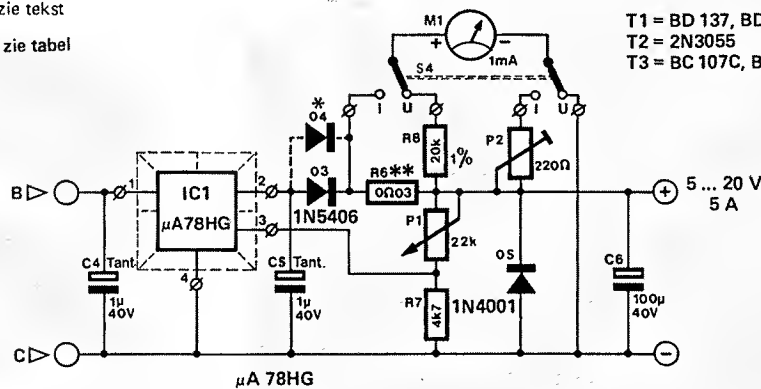 zie tekst
zie tabel
M1
+
−
1mA
T1 = BD 137, BD
T2 = 2N3055
T3 = BC 107C, B
S4
I
U
I
U
*
D4
R8
20k
1%
P2
220Ω
B
1
IC1
µA78HG
2
3
4
D3
1N5406
R6**
0Ω03
P1
22k
+
5 ... 20 V
5 A
C4 Tant.
1µ
40V
C5 Tant.
1µ
40V
R7
4k7
D5
1N4001
C6
100µ
40V
C
−
µA 78HG